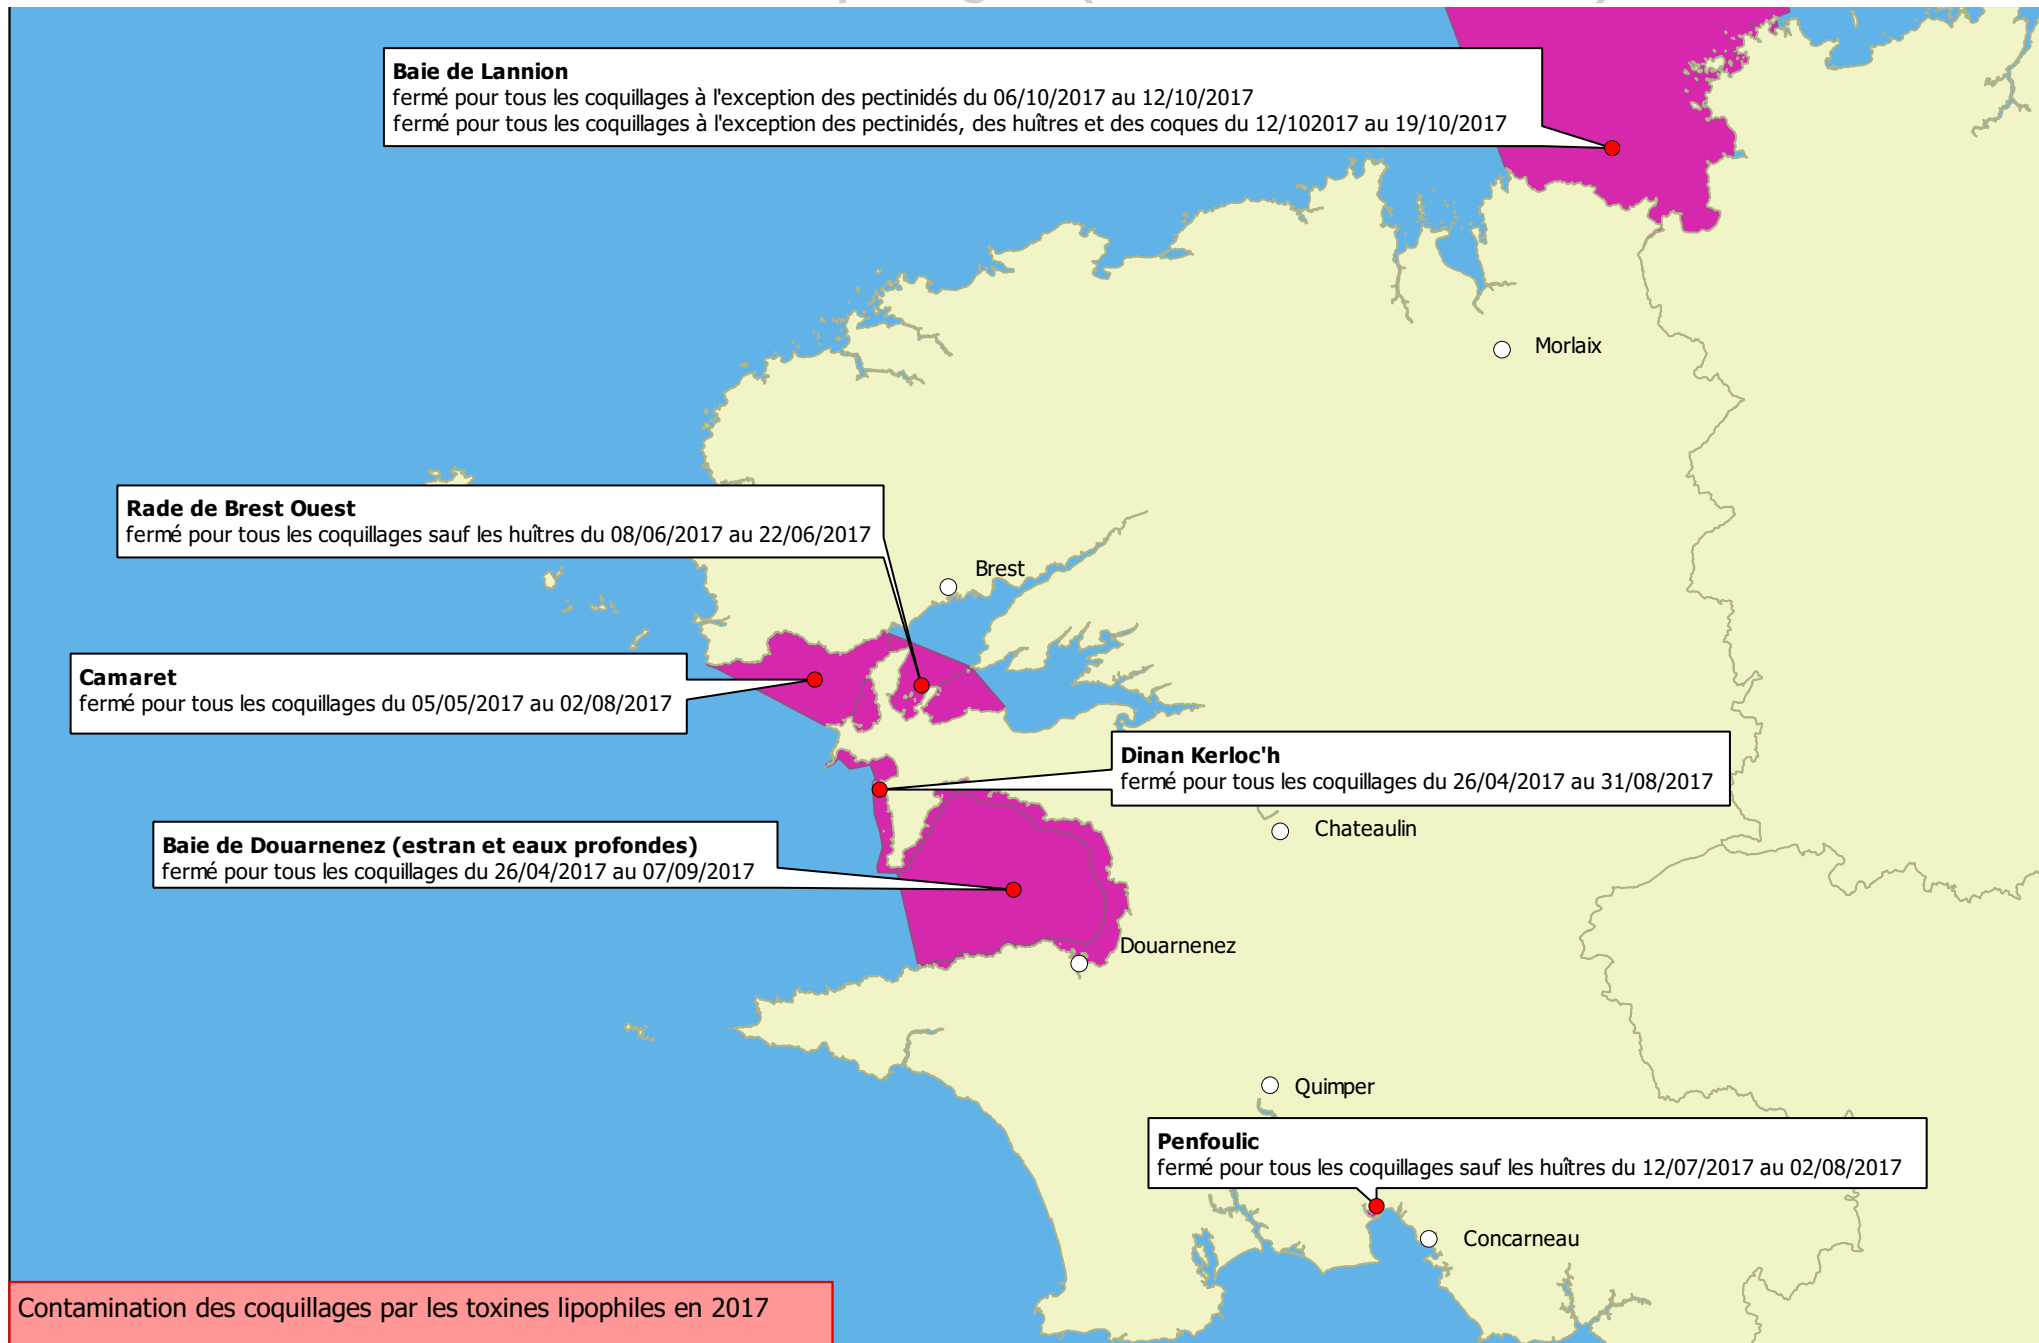 Baie de Lannion
fermé pour tous les coquillages à l'exception des pectinidés du 06/10/2017 au 12/10/2017
fermé pour tous les coquillages à l'exception des pectinidés, des huîtres et des coques du 12/102017 au 19/10/2017
Morlaix
Rade de Brest Ouest
fermé pour tous les coquillages sauf les huîtres du 08/06/2017 au 22/06/2017
Brest
Camaret
fermé pour tous les coquillages du 05/05/2017 au 02/08/2017
Dinan Kerloc'h
fermé pour tous les coquillages du 26/04/2017 au 31/08/2017
Chateaulin
Baie de Douarnenez (estran et eaux profondes)
fermé pour tous les coquillages du 26/04/2017 au 07/09/2017
Douarnenez
Quimper
Penfoulic
fermé pour tous les coquillages sauf les huîtres du 12/07/2017 au 02/08/2017
Concarneau
Contamination des coquillages par les toxines lipophiles en 2017